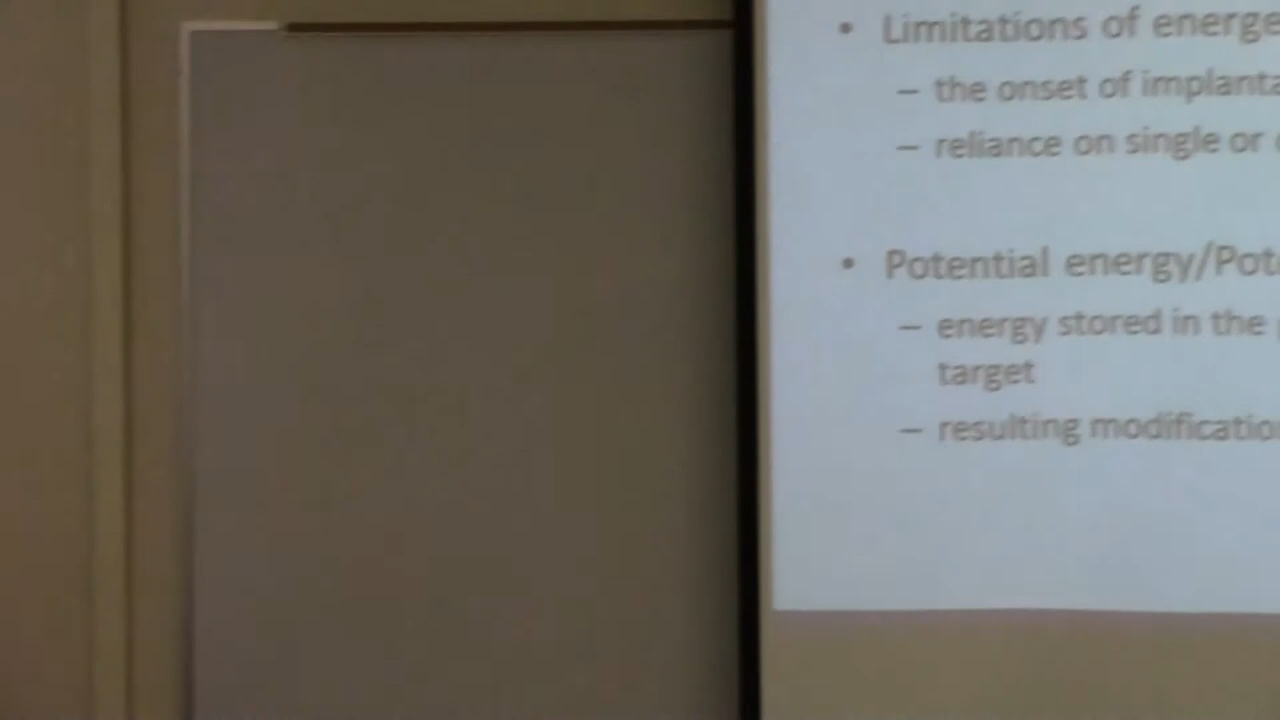 • Limitations of energe
– the onset of implanta
– reliance on single or
• Potential energy/Pot
– energy stored in the
target
– resulting modificatio